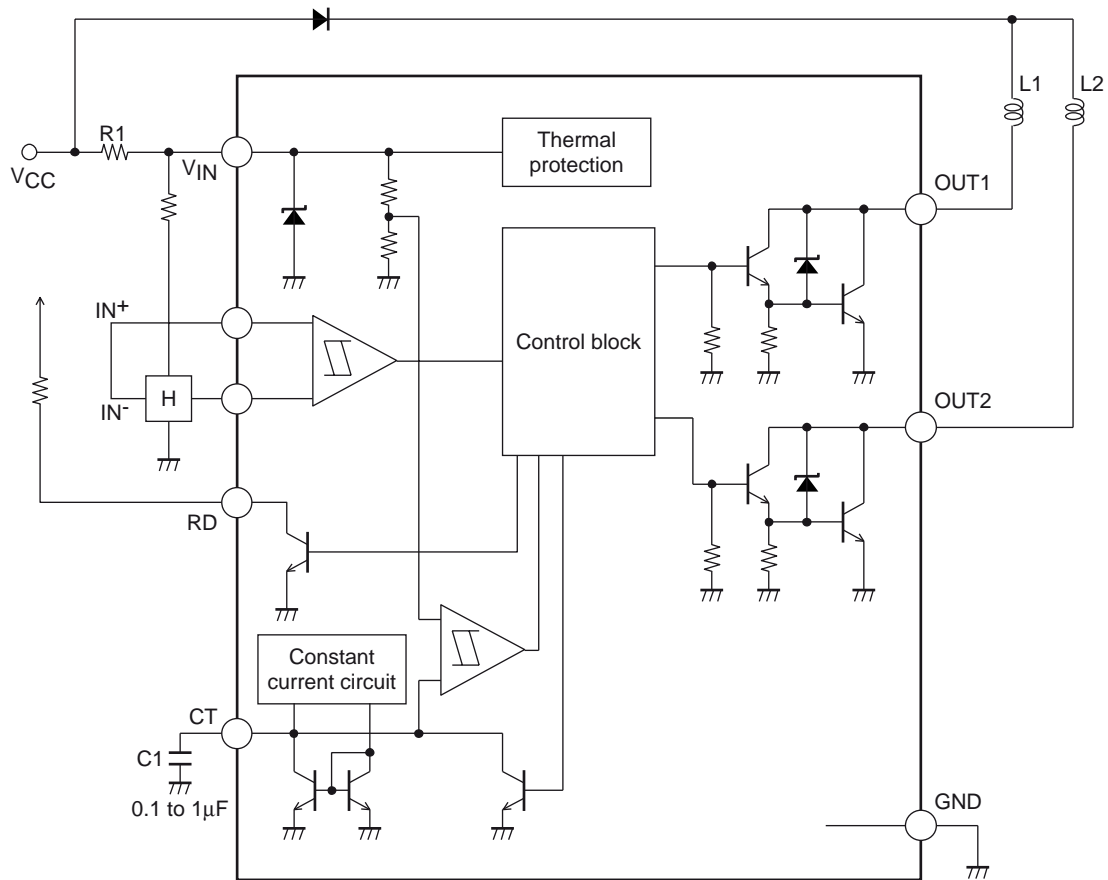 L1
L2
R1
VCC
VIN
Thermal
protection
OUT1
IN+
Control block
IN-
H
OUT2
RD
Constant
current circuit
CT
C1
0.1 to 1μF
GND